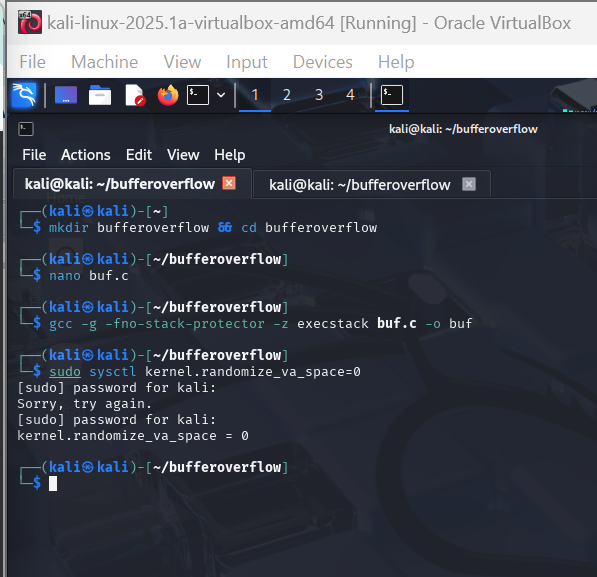 kali-linux-2025.1a-virtualbox-amd64 [Running] - Oracle VirtualBox
File Machine View Input Devices Help
1 2 3 4
kali@kali: ~/bufferoverflow
File Actions Edit View Help
kali@kali: ~/bufferoverflow kali@kali: ~/bufferoverflow
┌──(kali㉿kali)-[~]
└─$ mkdir bufferoverflow && cd bufferoverflow
┌──(kali㉿kali)-[~/bufferoverflow]
└─$ nano buf.c
┌──(kali㉿kali)-[~/bufferoverflow]
└─$ gcc -g -fno-stack-protector -z execstack buf.c -o buf
┌──(kali㉿kali)-[~/bufferoverflow]
└─$ sudo sysctl kernel.randomize_va_space=0
[sudo] password for kali:
Sorry, try again.
[sudo] password for kali:
kernel.randomize_va_space = 0
┌──(kali㉿kali)-[~/bufferoverflow]
└─$